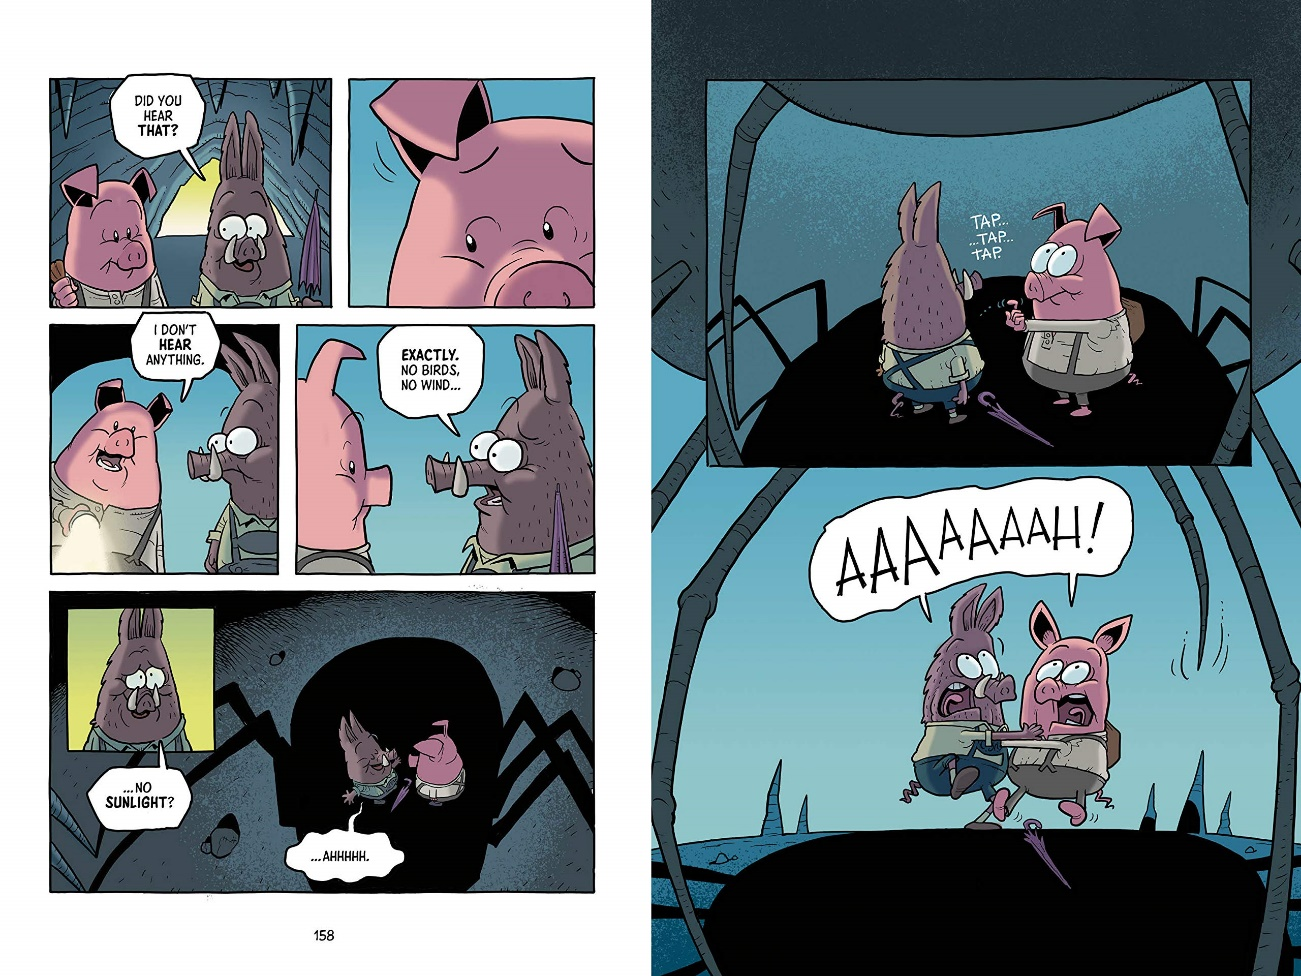 DID YOU
HEAR
THAT?
I DON'T
HEAR
ANYTHING.
EXACTLY.
NO BIRDS,
NO WIND...
...NO
SUNLIGHT?
...AHHHHH.
158
TAP...
...TAP...
TAP.
AAAAAAAH!